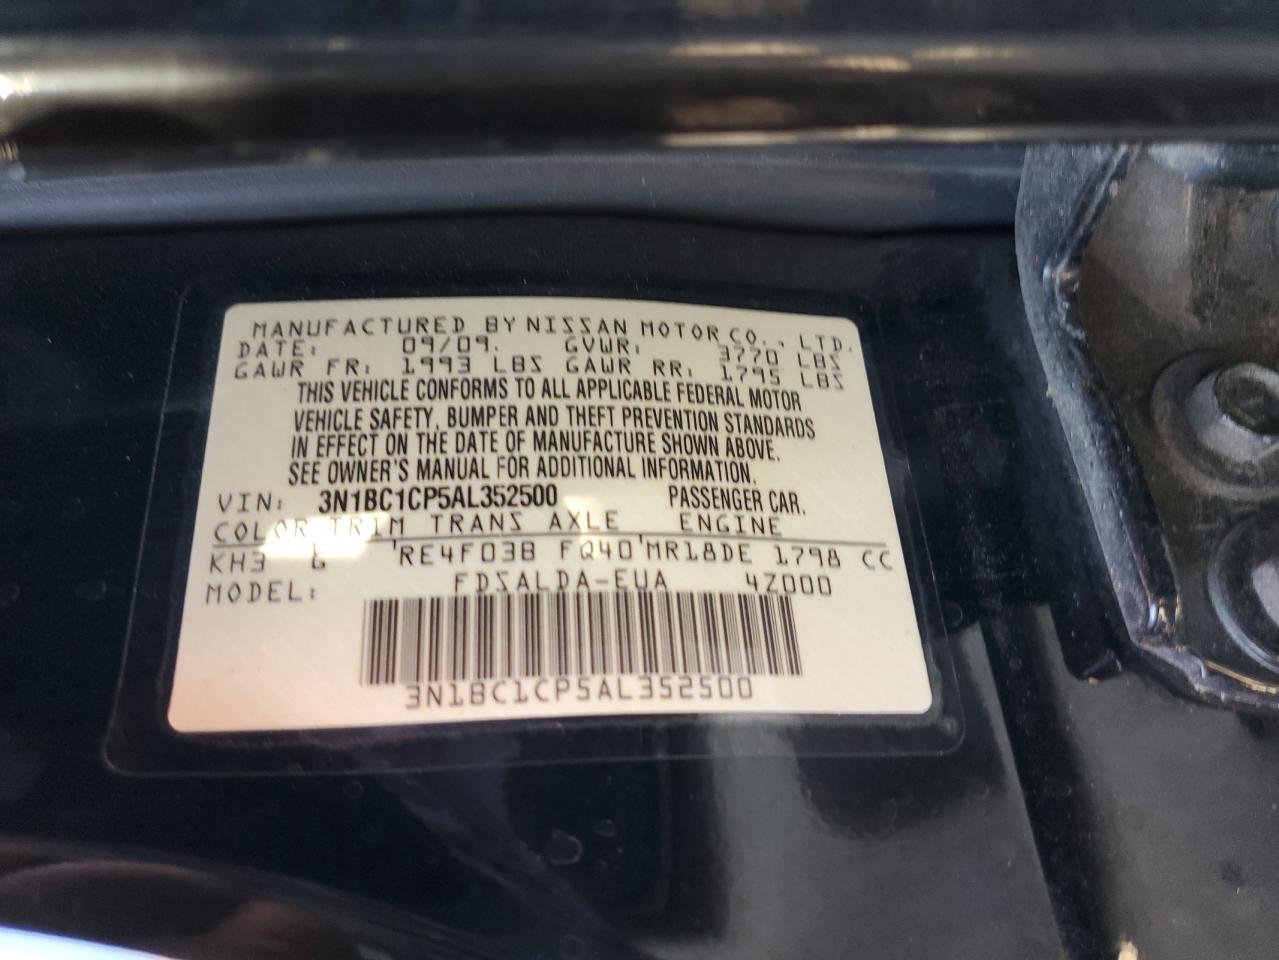 MANUFACTURED BY NISSAN MOTOR CO., LTD.
DATE: 09/09. GVWR: 3770 LBS
GAWR FR: 1993 LBS GAWR RR: 1795 LBS
THIS VEHICLE CONFORMS TO ALL APPLICABLE FEDERAL MOTOR
VEHICLE SAFETY, BUMPER AND THEFT PREVENTION STANDARDS
IN EFFECT ON THE DATE OF MANUFACTURE SHOWN ABOVE.
SEE OWNER'S MANUAL FOR ADDITIONAL INFORMATION.
VIN: 3N1BC1CP5AL352500 PASSENGER CAR.
COLOR TRIM TRANS AXLE ENGINE
KH3 G RE4F03B FQ40 MR18DE 1798 CC
MODEL: FDSALDA-EUA 4Z000
3N1BC1CP5AL352500